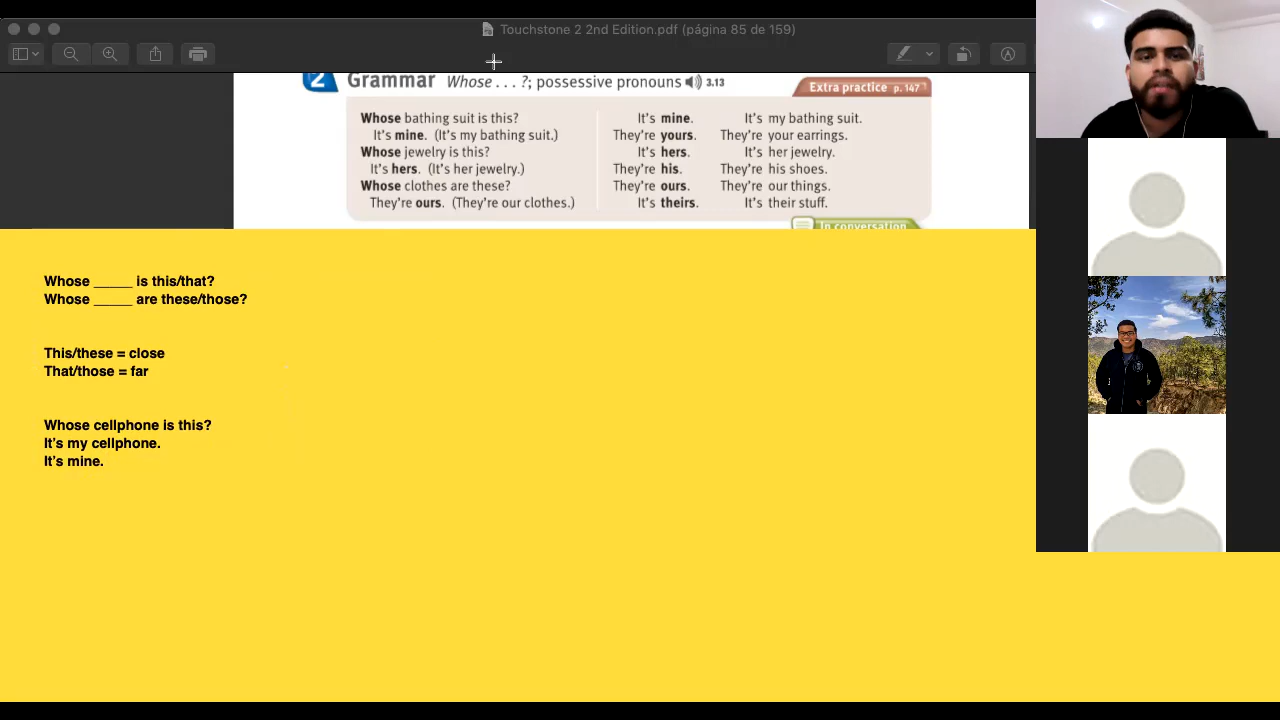 Touchstone 2 2nd Edition.pdf (página 85 de 159)
2 Grammar Whose . . . ?; possessive pronouns 3.13
Extra practice p. 147
Whose bathing suit is this?
It's mine. (It's my bathing suit.)
Whose jewelry is this?
It's hers. (It's her jewelry.)
Whose clothes are these?
They're ours. (They're our clothes.)
It's mine. It's my bathing suit.
They're yours. They're your earrings.
It's hers. It's her jewelry.
They're his. They're his shoes.
They're ours. They're our things.
It's theirs. It's their stuff.
In conversation
Whose _____ is this/that?
Whose _____ are these/those?
This/these = close
That/those = far
Whose cellphone is this?
It's my cellphone.
It's mine.